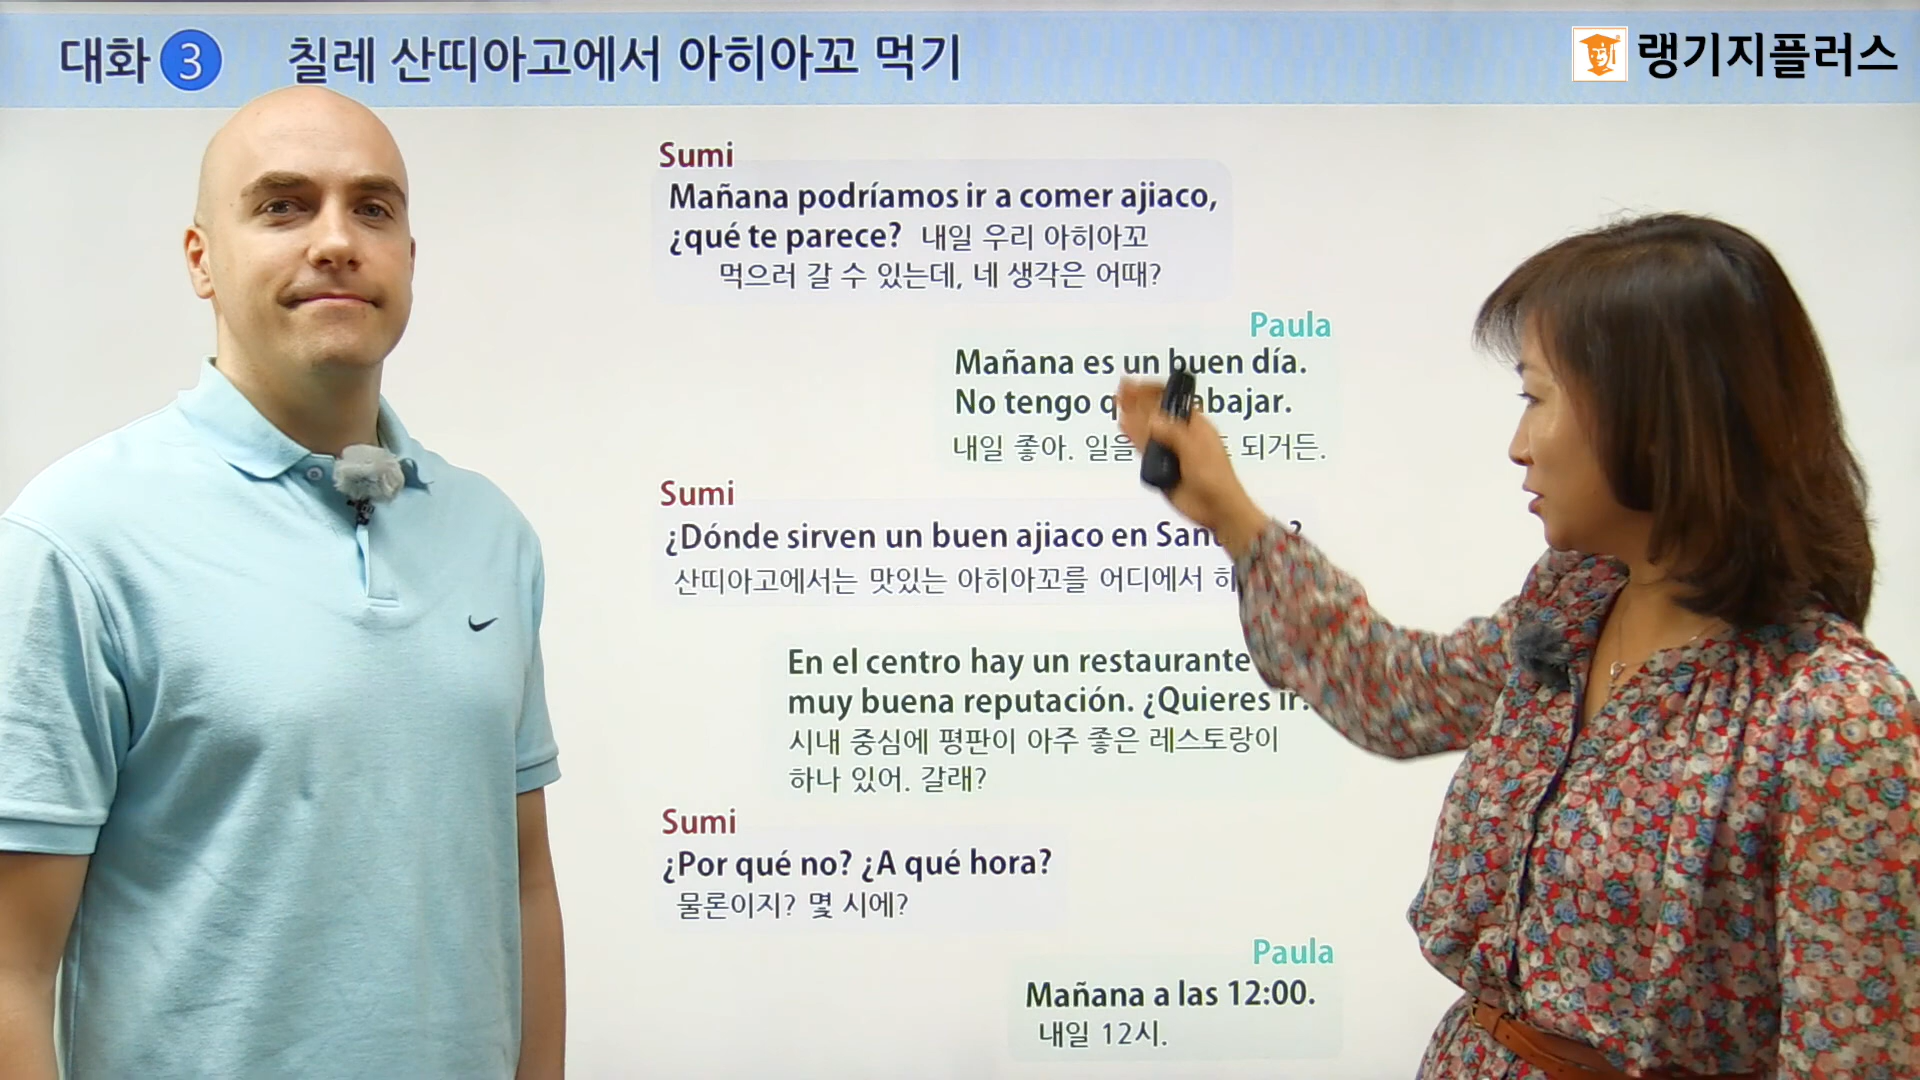 대화 3 칠레 산띠아고에서 아히아꼬 먹기
랭기지플러스
Sumi
Mañana podríamos ir a comer ajiaco,
¿qué te parece? 내일 우리 아히아꼬
먹으러 갈 수 있는데, 네 생각은 어때?
Paula
Mañana es un buen día.
No tengo abajar.
내일 좋아. 일을 되거든.
Sumi
¿Dónde sirven un buen ajiaco en San ?
산띠아고에서는 맛있는 아히아꼬를 어디에서
En el centro hay un restaurante
muy buena reputación. ¿Quieres ir?
시내 중심에 평판이 아주 좋은 레스토랑이
하나 있어. 갈래?
Sumi
¿Por qué no? ¿A qué hora?
물론이지? 몇 시에?
Paula
Mañana a las 12:00.
내일 12시.